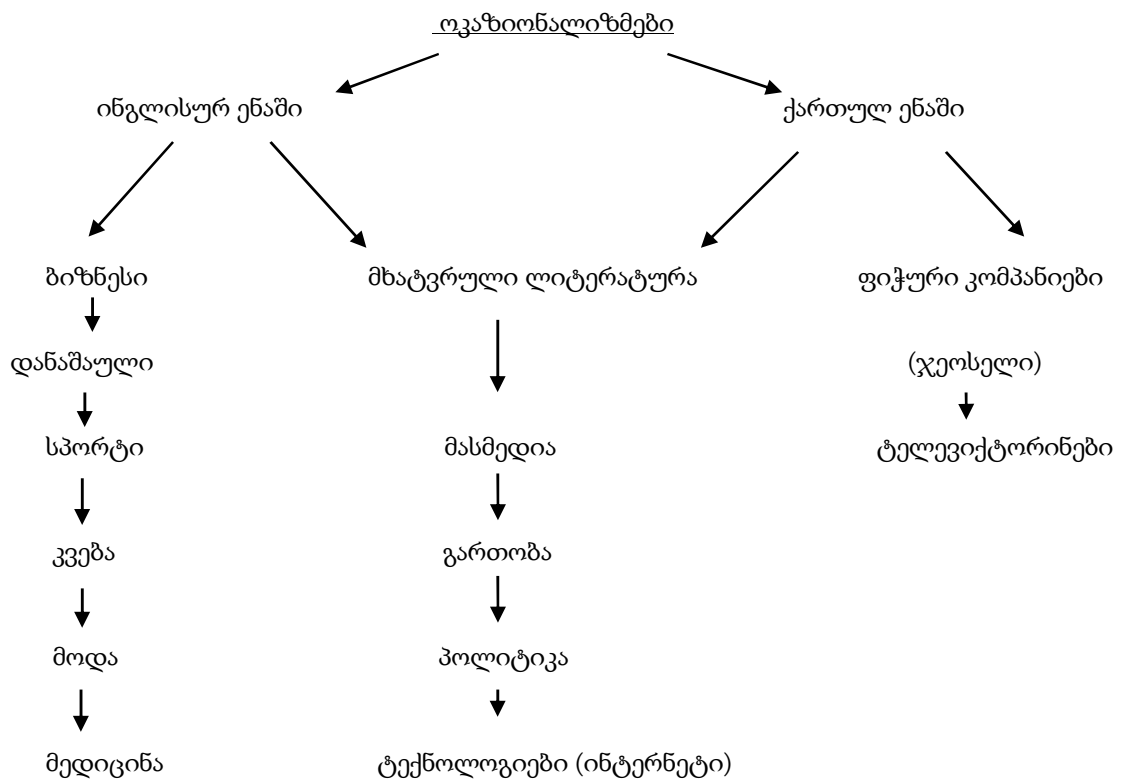 ოკაზიონალიზმები
ინგლისურ ენაში ქართულ ენაში
ბიზნესი მხატვრული ლიტერატურა ფიჭური კომპანიები
დანაშაული (ჯეოსელი)
სპორტი მასმედია ტელევიქტორინები
კვება გართობა
მოდა პოლიტიკა
მედიცინა ტექნოლოგიები (ინტერნეტი)